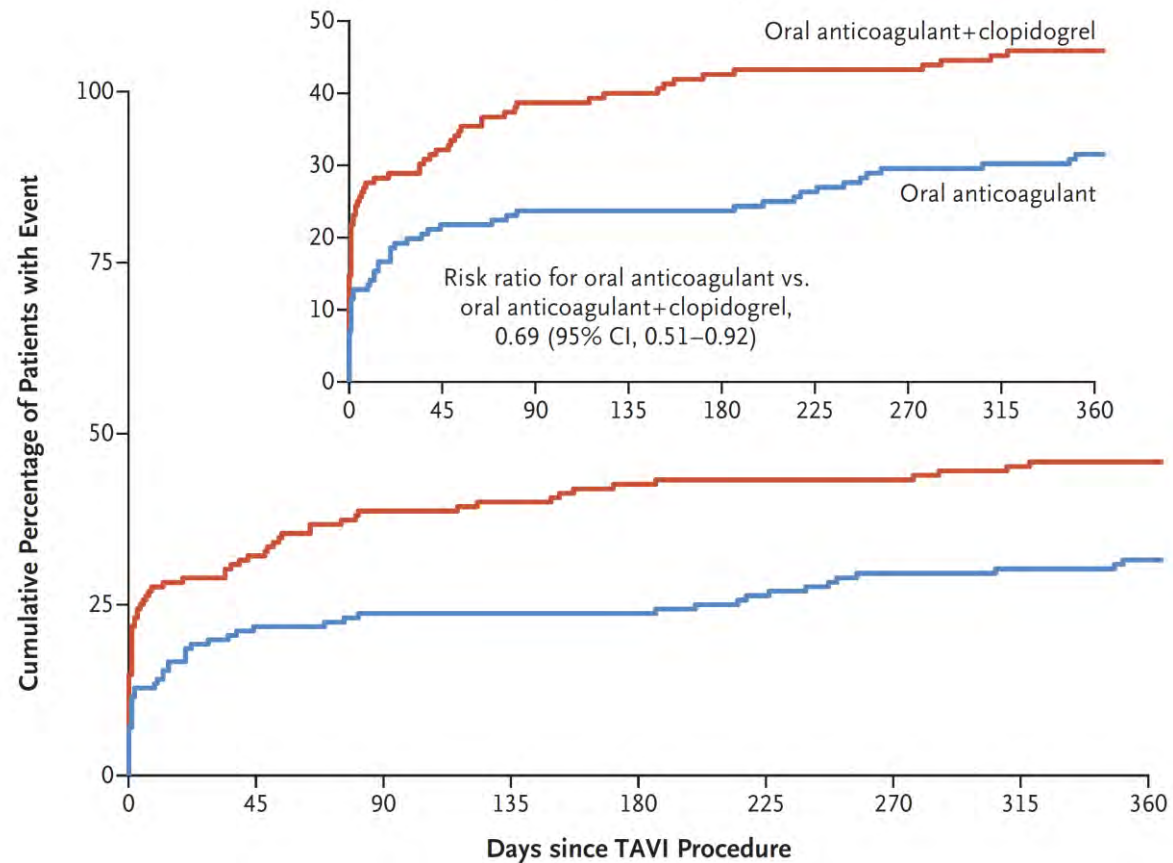 50
Oral anticoagulant+clopidogrel
40
30
Oral anticoagulant
20
Risk ratio for oral anticoagulant vs.
oral anticoagulant+clopidogrel,
0.69 (95% CI, 0.51–0.92)
10
0
0 45 90 135 180 225 270 315 360
Cumulative Percentage of Patients with Event
100
75
50
25
0
0 45 90 135 180 225 270 315 360
Days since TAVI Procedure